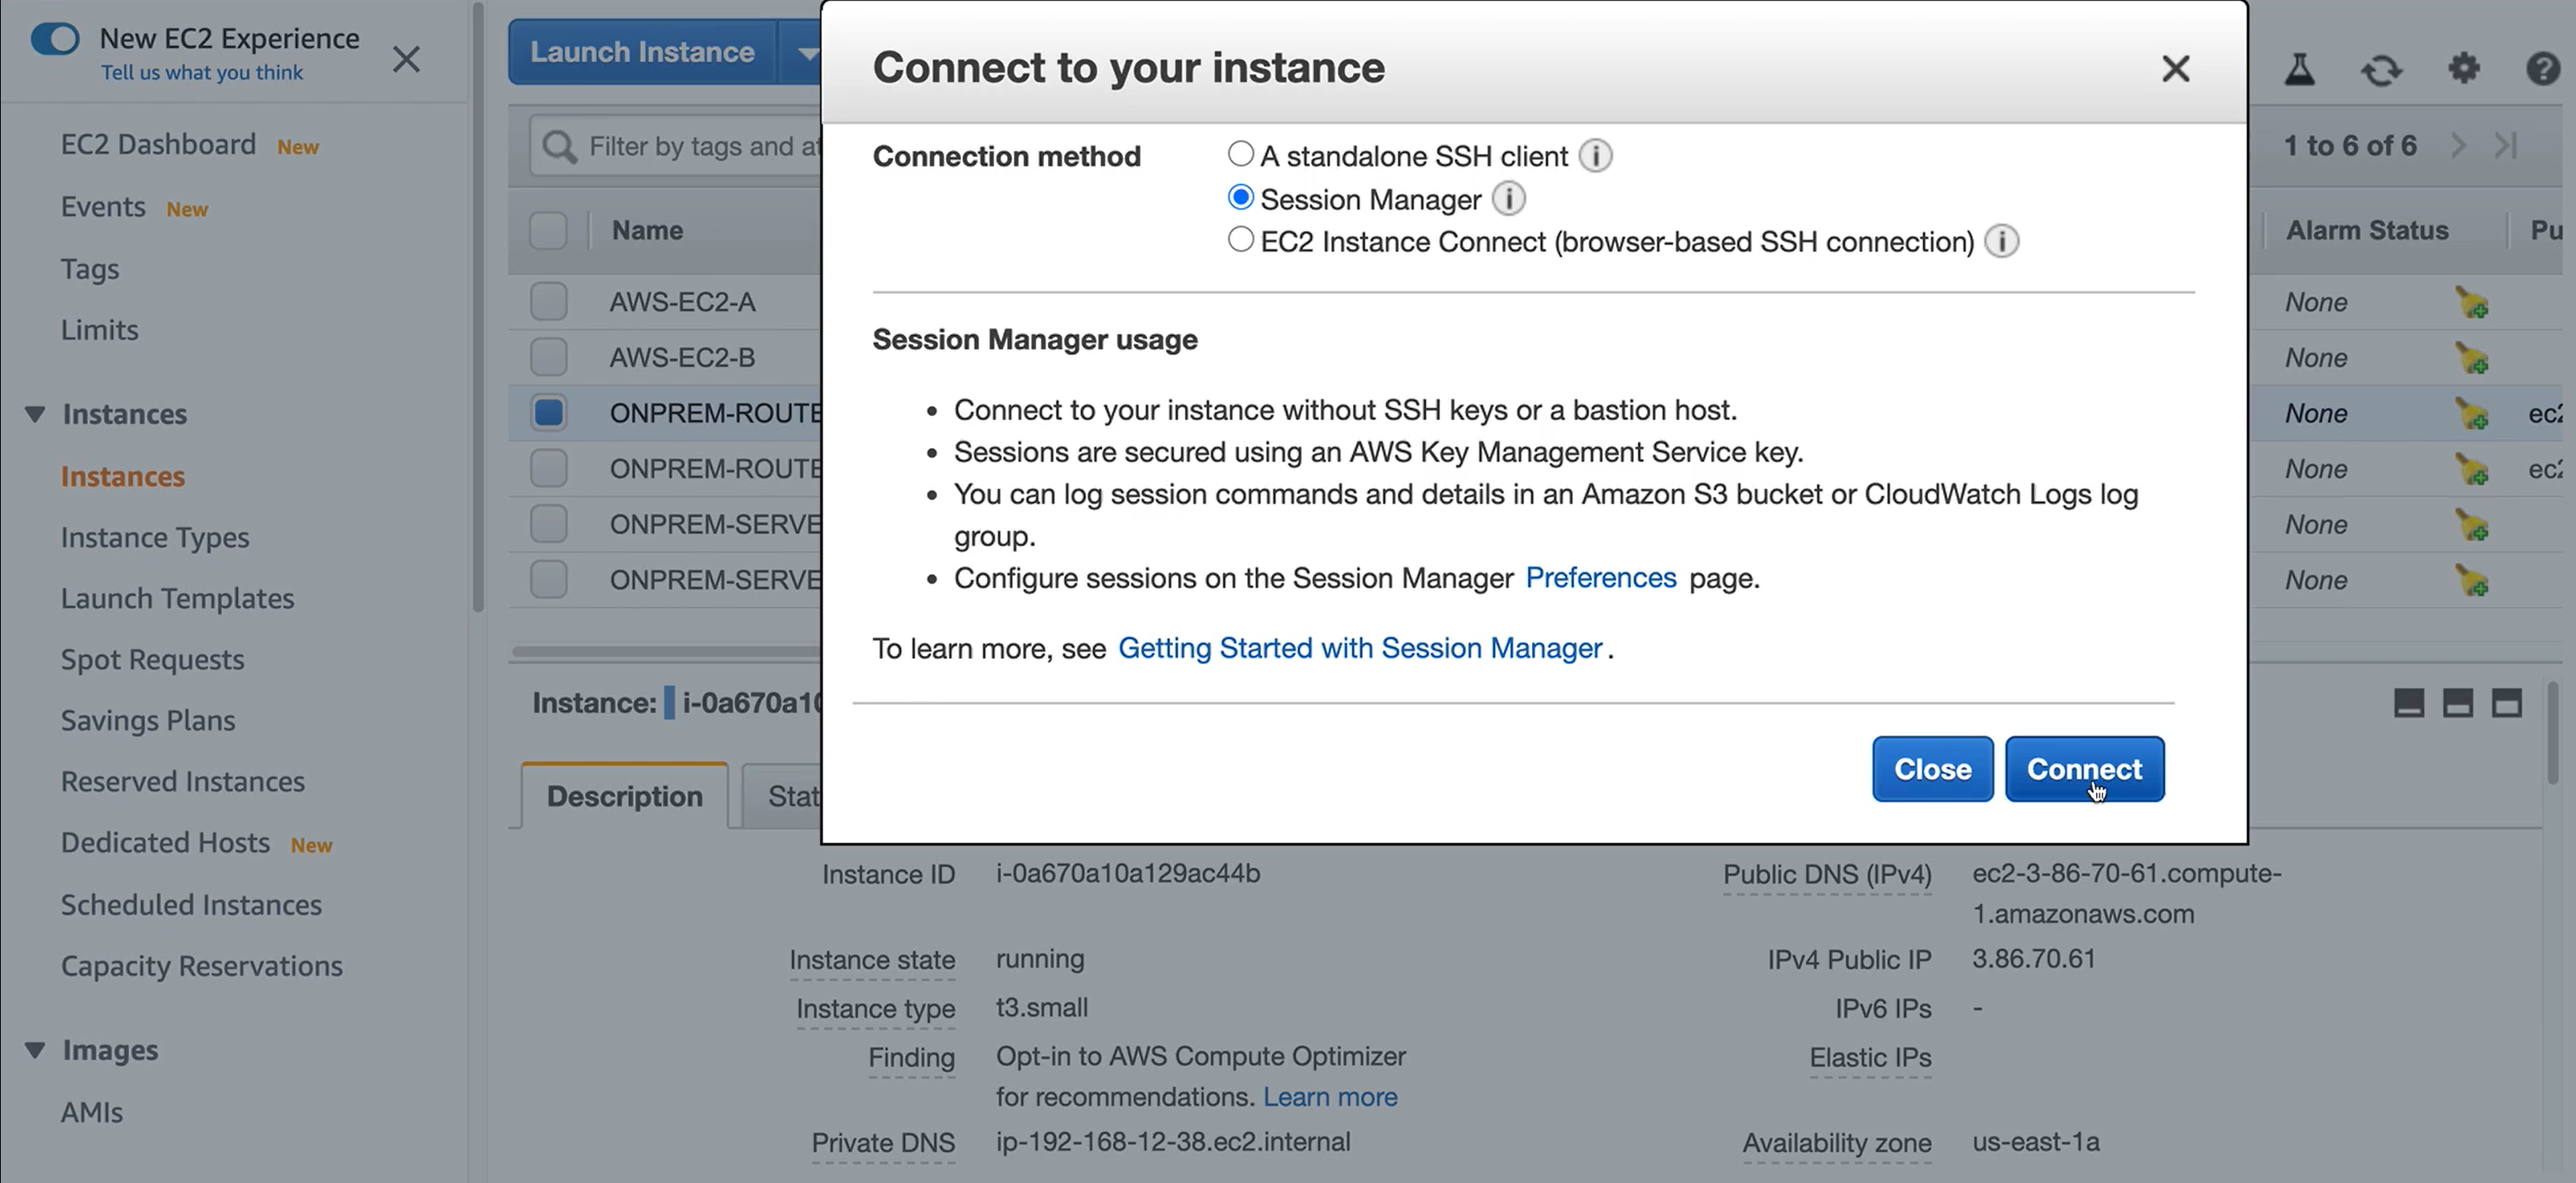 New EC2 Experience
Tell us what you think
EC2 Dashboard New
Events New
Tags
Limits
Instances
Instances
Instance Types
Launch Templates
Spot Requests
Savings Plans
Reserved Instances
Dedicated Hosts New
Scheduled Instances
Capacity Reservations
Images
AMIs
Launch Instance
Filter by tags and at
1 to 6 of 6
Name
Alarm Status
Pu
AWS-EC2-A
None
AWS-EC2-B
None
ONPREM-ROUTE
None
ec2
ONPREM-ROUTE
None
ec2
ONPREM-SERVE
None
ONPREM-SERVE
None
Connect to your instance
Connection method
A standalone SSH client
Session Manager
EC2 Instance Connect (browser-based SSH connection)
Session Manager usage
• Connect to your instance without SSH keys or a bastion host.
• Sessions are secured using an AWS Key Management Service key.
• You can log session commands and details in an Amazon S3 bucket or CloudWatch Logs log
group.
• Configure sessions on the Session Manager Preferences page.
To learn more, see Getting Started with Session Manager.
Close
Connect
Instance: i-0a670a10
Description
Stat
Instance ID i-0a670a10a129ac44b
Public DNS (IPv4) ec2-3-86-70-61.compute-
1.amazonaws.com
Instance state running
IPv4 Public IP 3.86.70.61
Instance type t3.small
IPv6 IPs -
Finding Opt-in to AWS Compute Optimizer
for recommendations. Learn more
Elastic IPs
Private DNS ip-192-168-12-38.ec2.internal
Availability zone us-east-1a